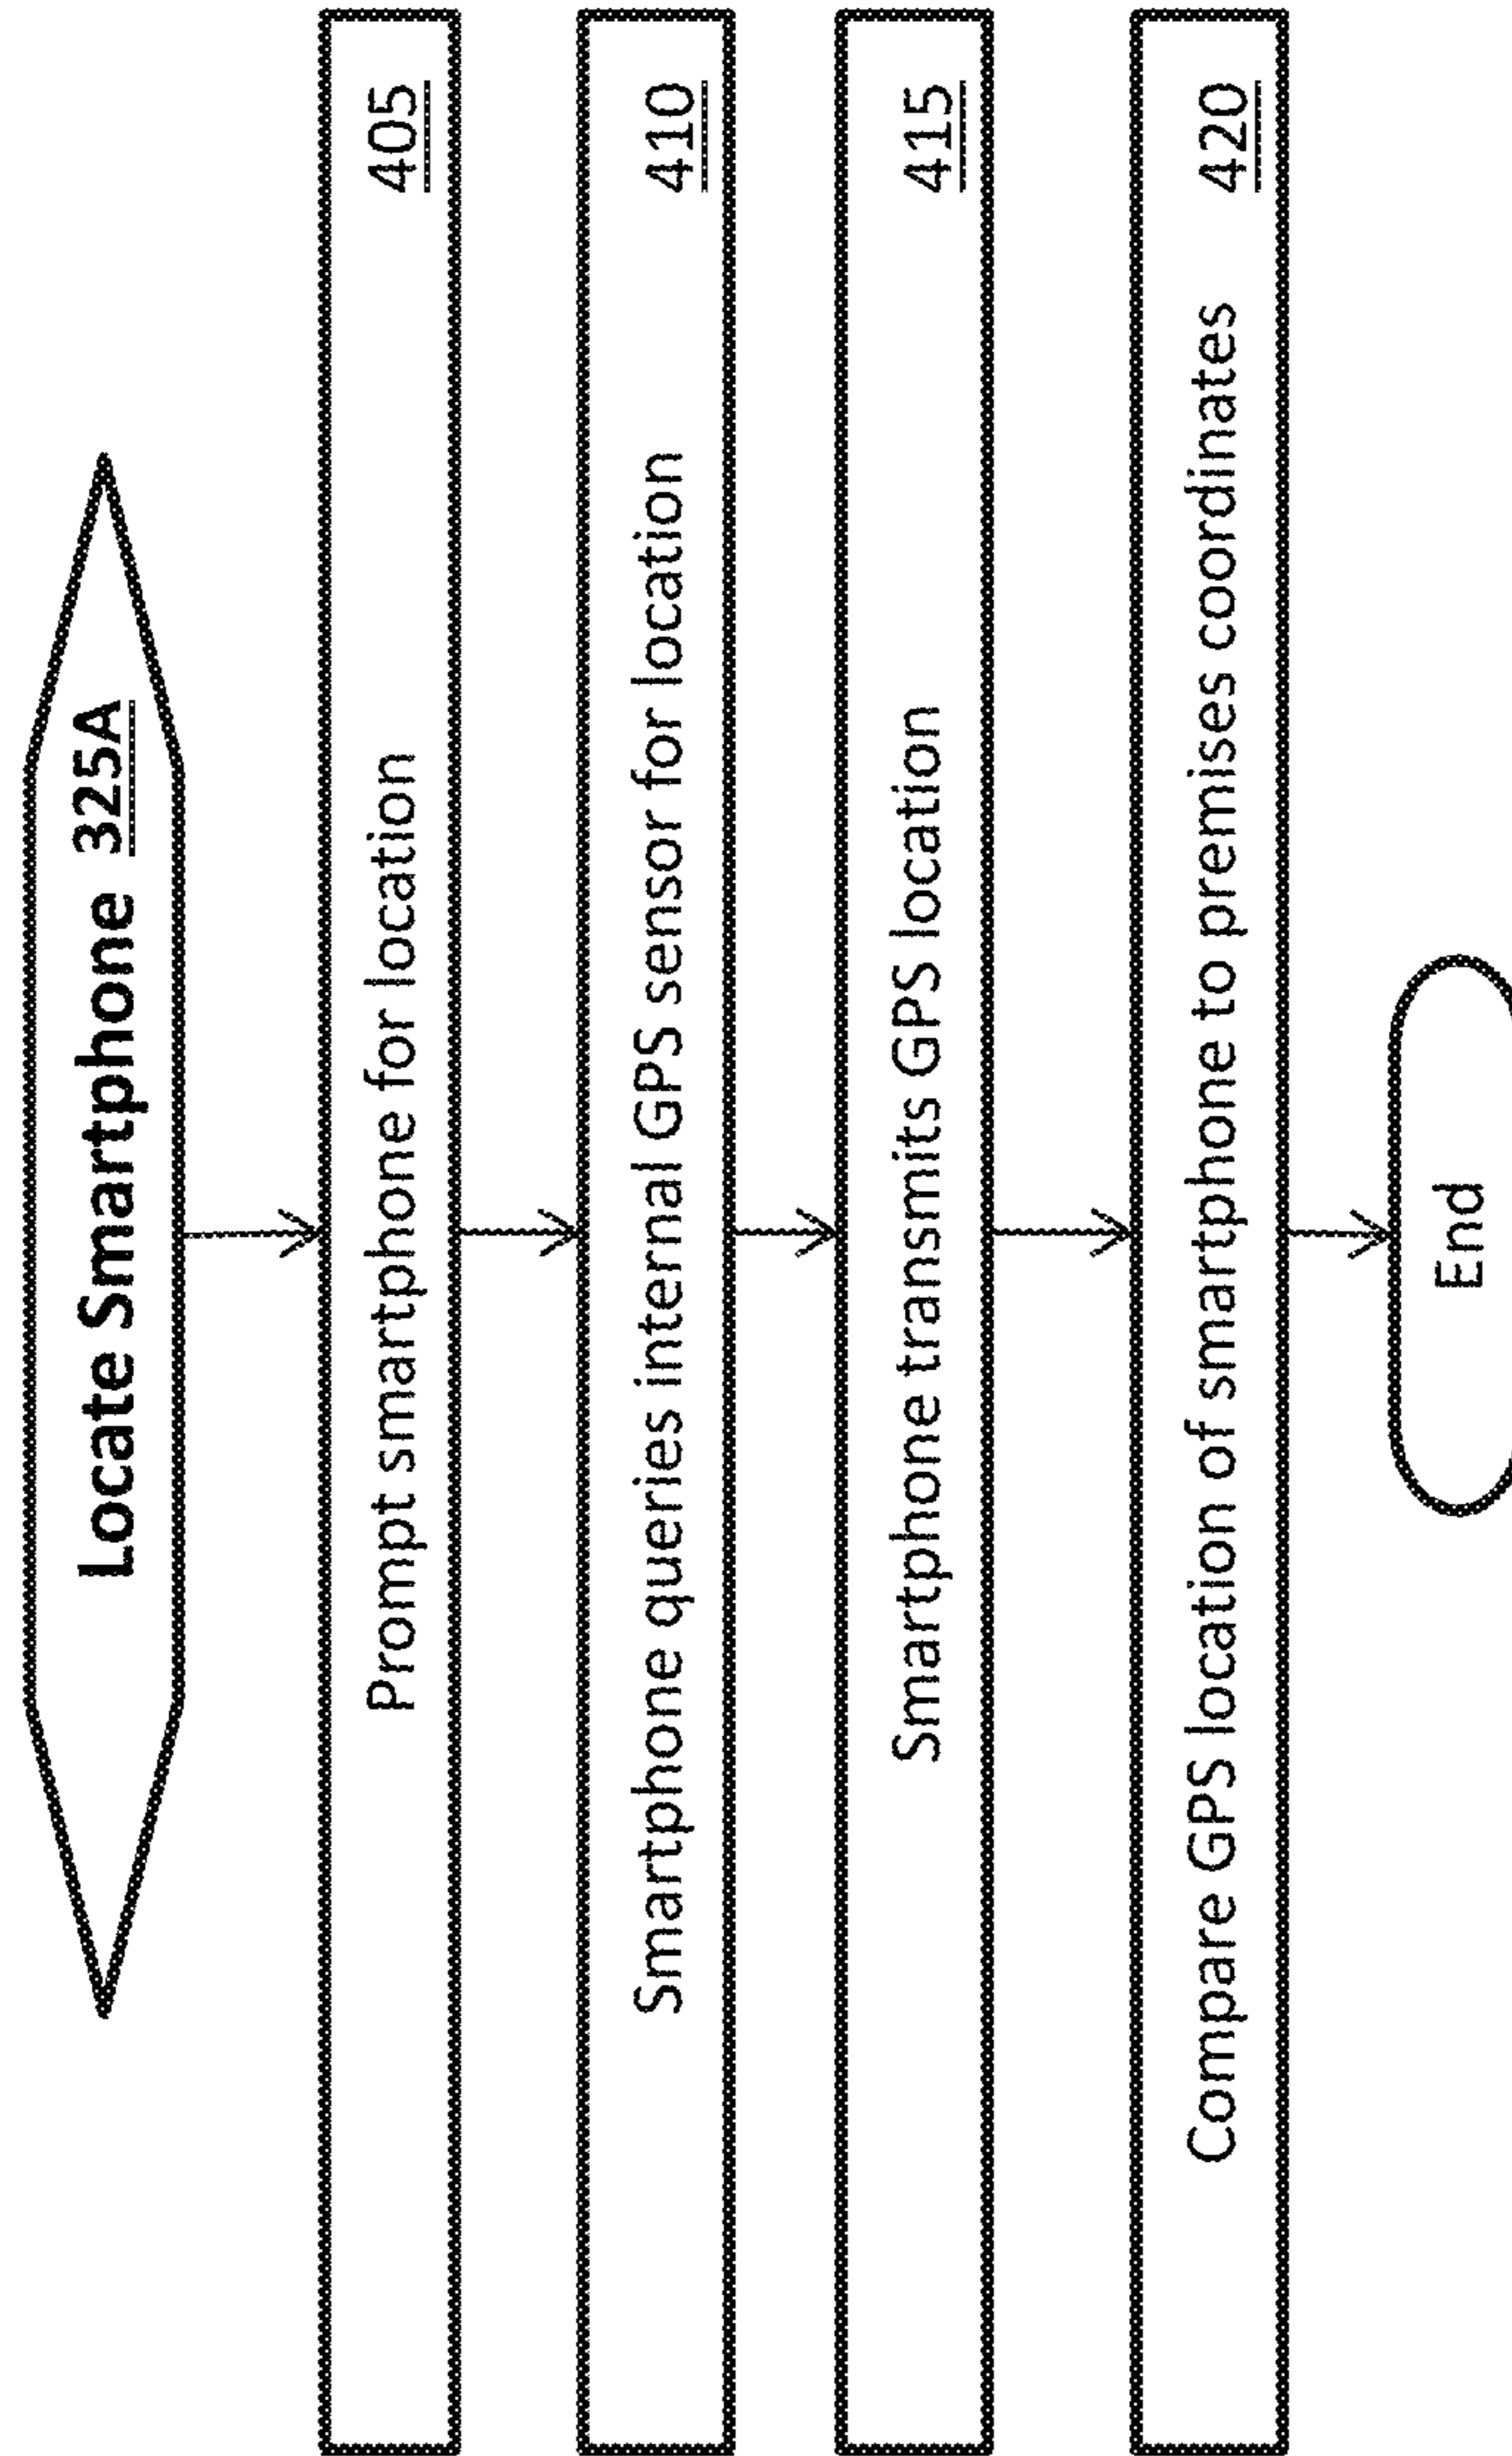 Locate Smartphone 325A
Prompt smartphone for location 405
Smartphone queries internal GPS sensor for location 410
Smartphone transmits GPS location 415
Compare GPS location of smartphone to premises coordinates 420
End